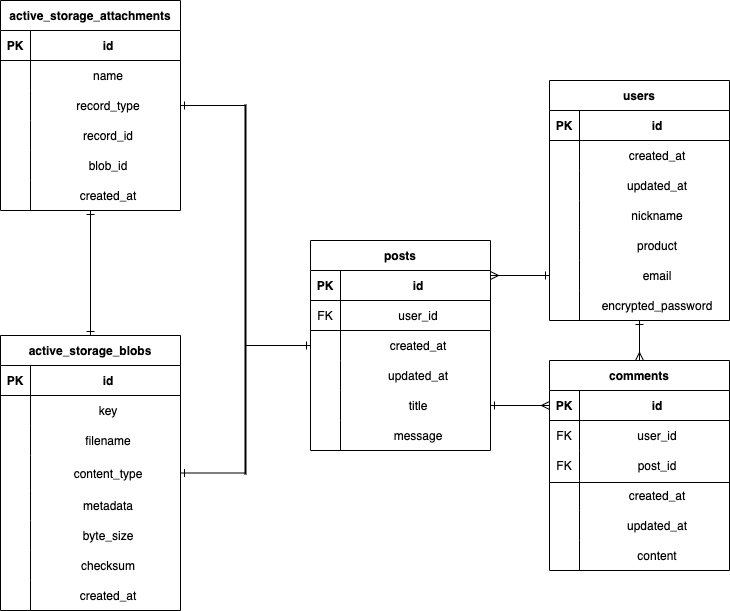 active_storage_attachments
PK id
name
record_type
record_id
blob_id
created_at
active_storage_blobs
PK id
key
filename
content_type
metadata
byte_size
checksum
created_at
posts
PK id
FK user_id
created_at
updated_at
title
message
users
PK id
created_at
updated_at
nickname
product
email
encrypted_password
comments
PK id
FK user_id
FK post_id
created_at
updated_at
content